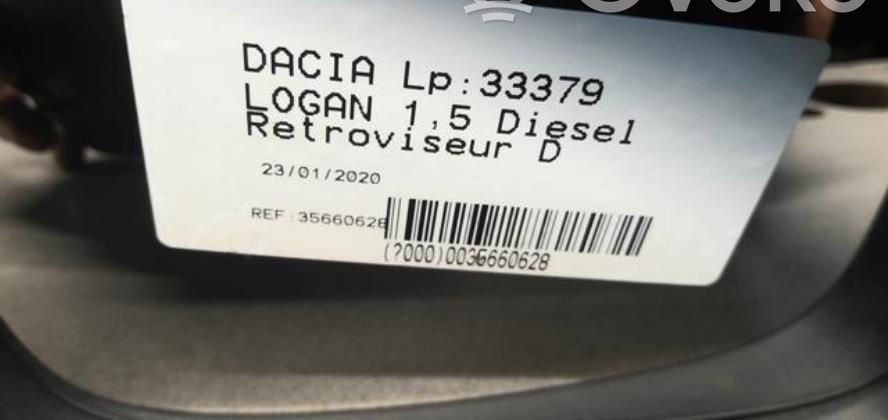 DACIA Lp:33379
LOGAN 1,5 Diesel
Retroviseur D
23/01/2020
REF :35660628
(?000)0035660628